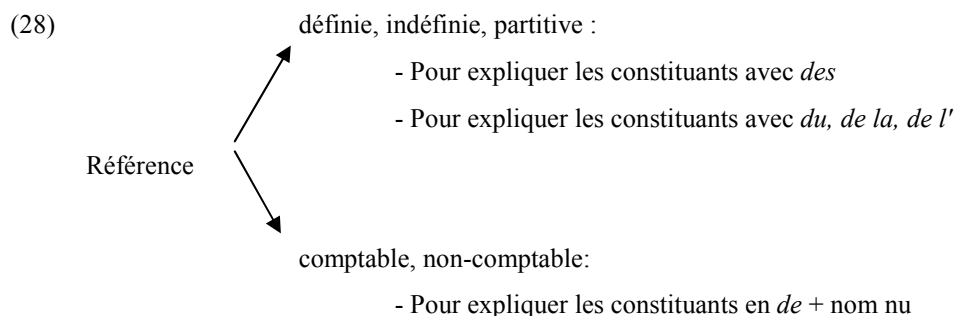 (28) définie, indéfinie, partitive :
- Pour expliquer les constituants avec des
- Pour expliquer les constituants avec du, de la, de l'
Référence
comptable, non-comptable:
- Pour expliquer les constituants en de + nom nu